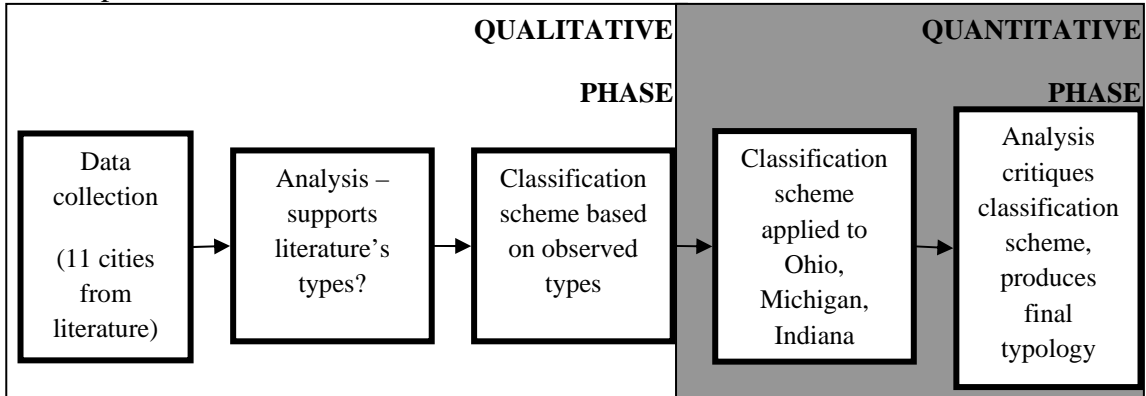 QUALITATIVE
PHASE
Data
collection
(11 cities
from
literature)
Analysis –
supports
literature’s
types?
Classification
scheme based
on observed
types
QUANTITATIVE
PHASE
Classification
scheme
applied to
Ohio,
Michigan,
Indiana
Analysis
critiques
classification
scheme,
produces
final
typology